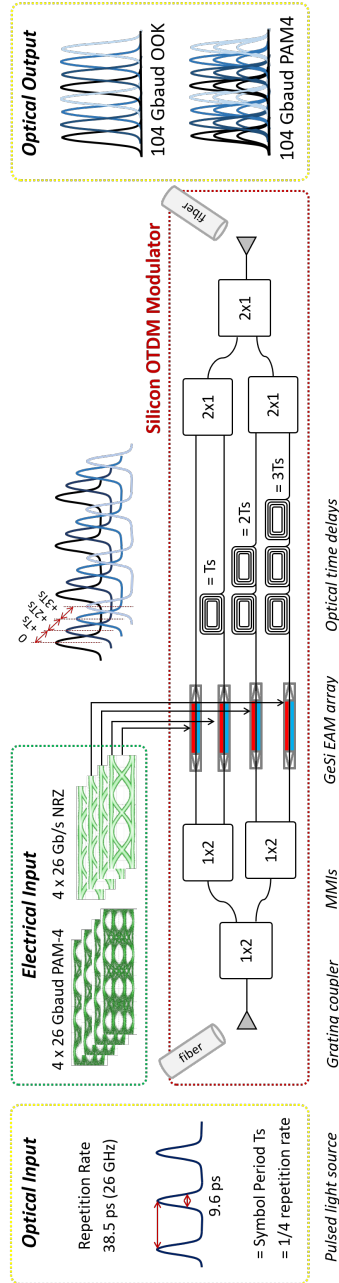 Optical Input
Repetition Rate
38.5 ps (26 GHz)
9.6 ps
= Symbol Period Ts
= 1/4 repetition rate
Pulsed light source
Electrical Input
4 x 26 Gbaud PAM-4
4 x 26 Gb/s NRZ
0
+Ts
+2Ts
+3Ts
Silicon OTDM Modulator
fiber
fiber
1x2
1x2
1x2
= Ts
= 2Ts
= 3Ts
2x1
2x1
2x1
Grating coupler
MMIs
GeSi EAM array
Optical time delays
Optical Output
104 Gbaud OOK
104 Gbaud PAM4